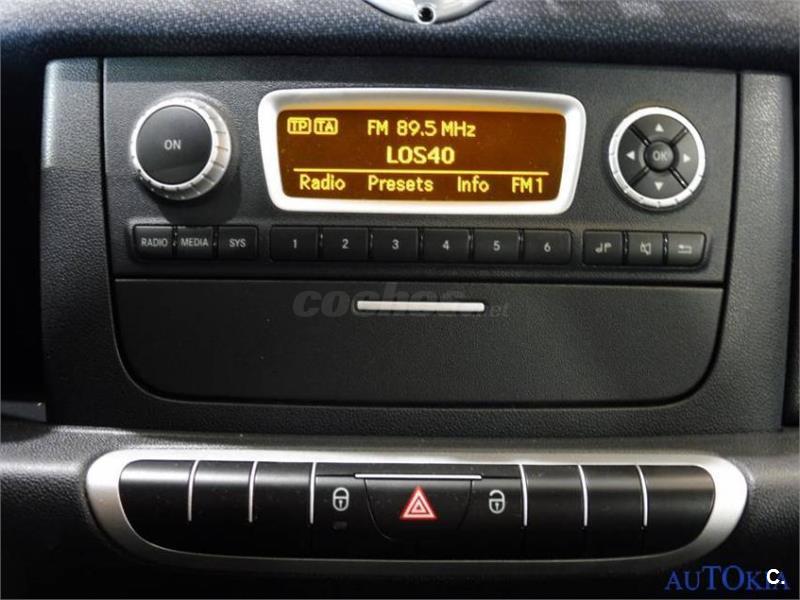 ON
TP TA FM 89.5 MHz
LOS40
Radio Presets Info FM1
OK
RADIO MEDIA SYS 1 2 3 4 5 6
coches.net
AUTOKIA
C.